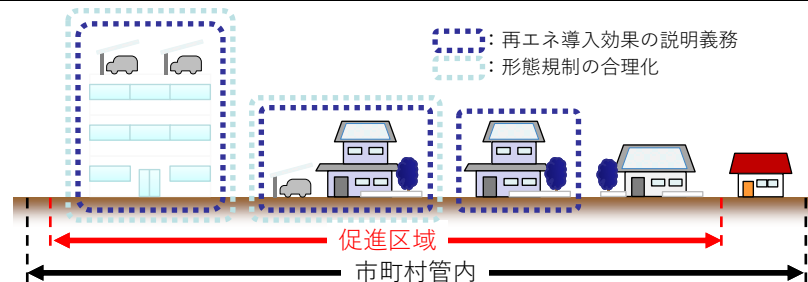 ：再エネ導入効果の説明義務
：形態規制の合理化
促進区域
市町村管内